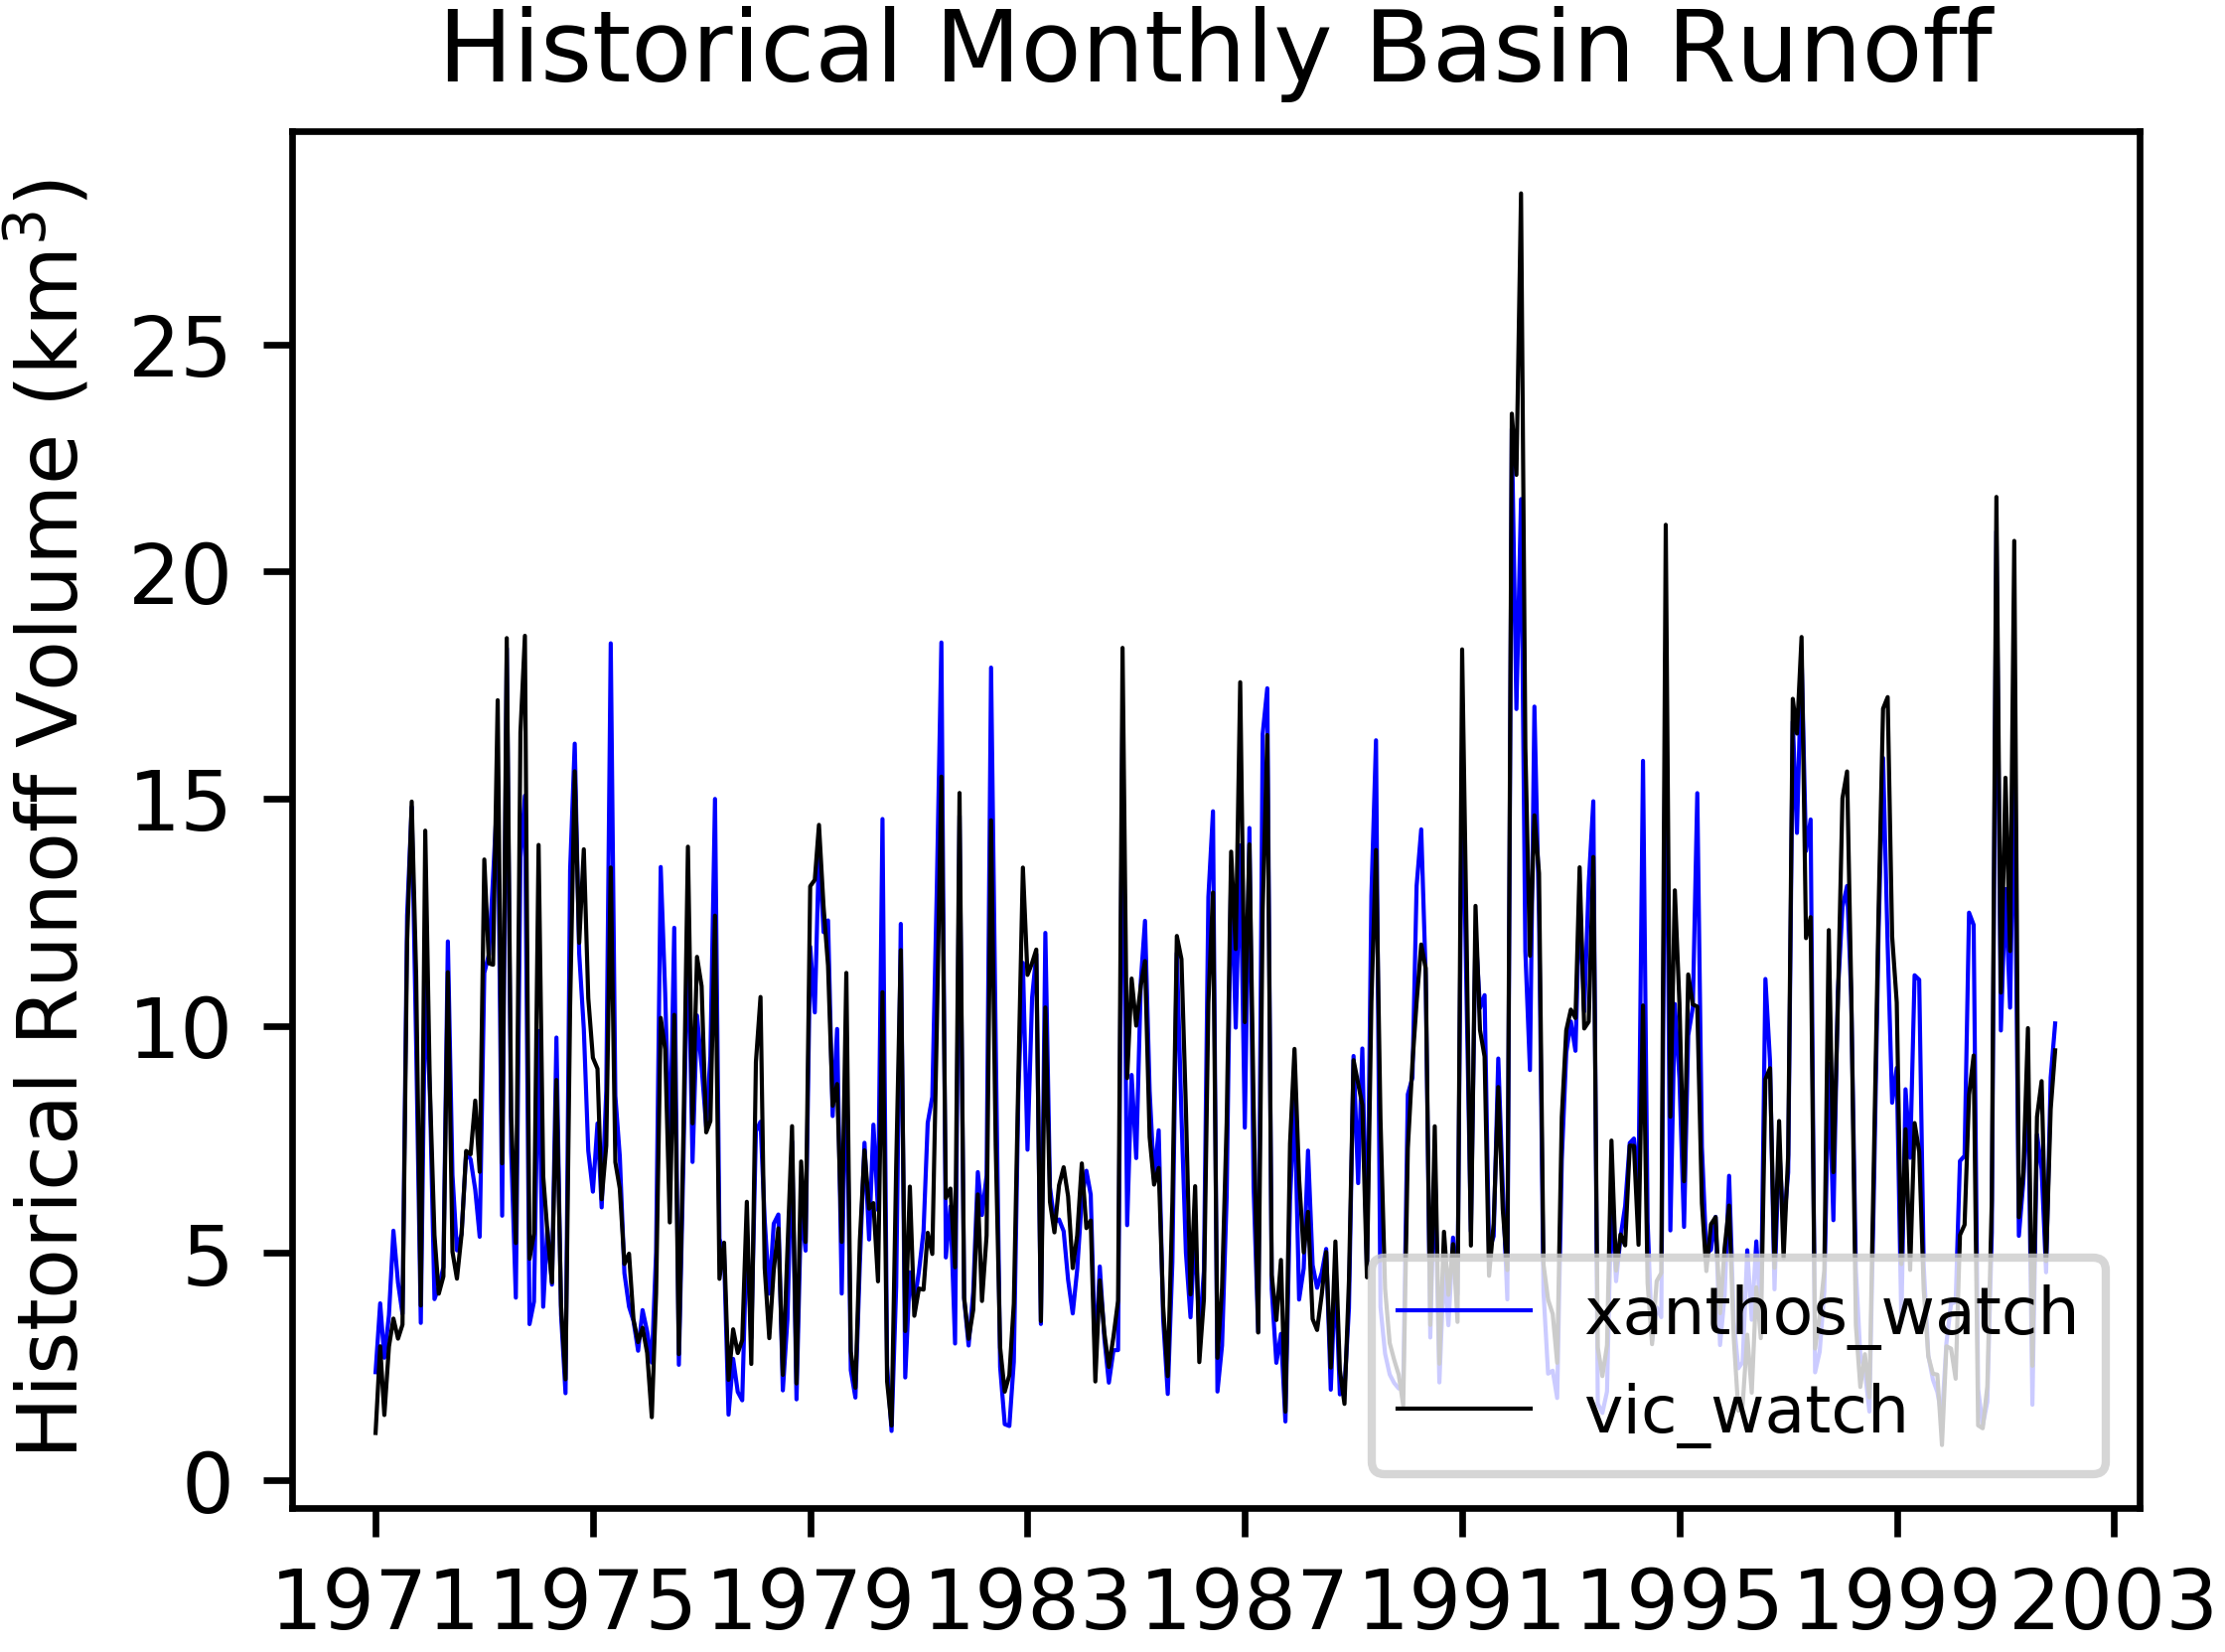 Historical Monthly Basin Runoff
Historical Runoff Volume (km³)
25
20
15
10
5
0
xanthos_watch
vic_watch
1971 1975 1979 1983 1987 1991 1995 1999 2003